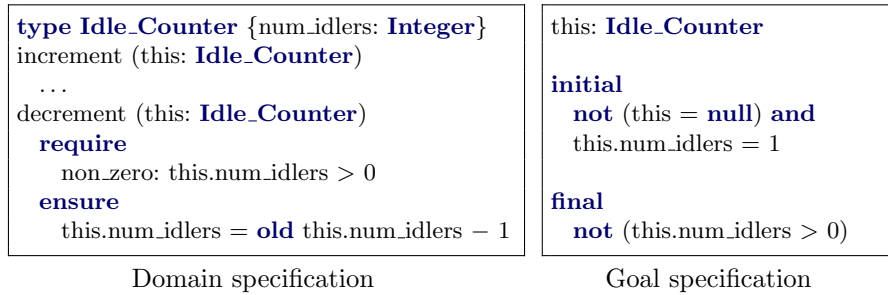 type Idle_Counter {num_idlers: Integer}
increment (this: Idle_Counter)
...
decrement (this: Idle_Counter)
require
non_zero: this.num_idlers > 0
ensure
this.num_idlers = old this.num_idlers − 1
Domain specification
this: Idle_Counter
initial
not (this = null) and
this.num_idlers = 1
final
not (this.num_idlers > 0)
Goal specification